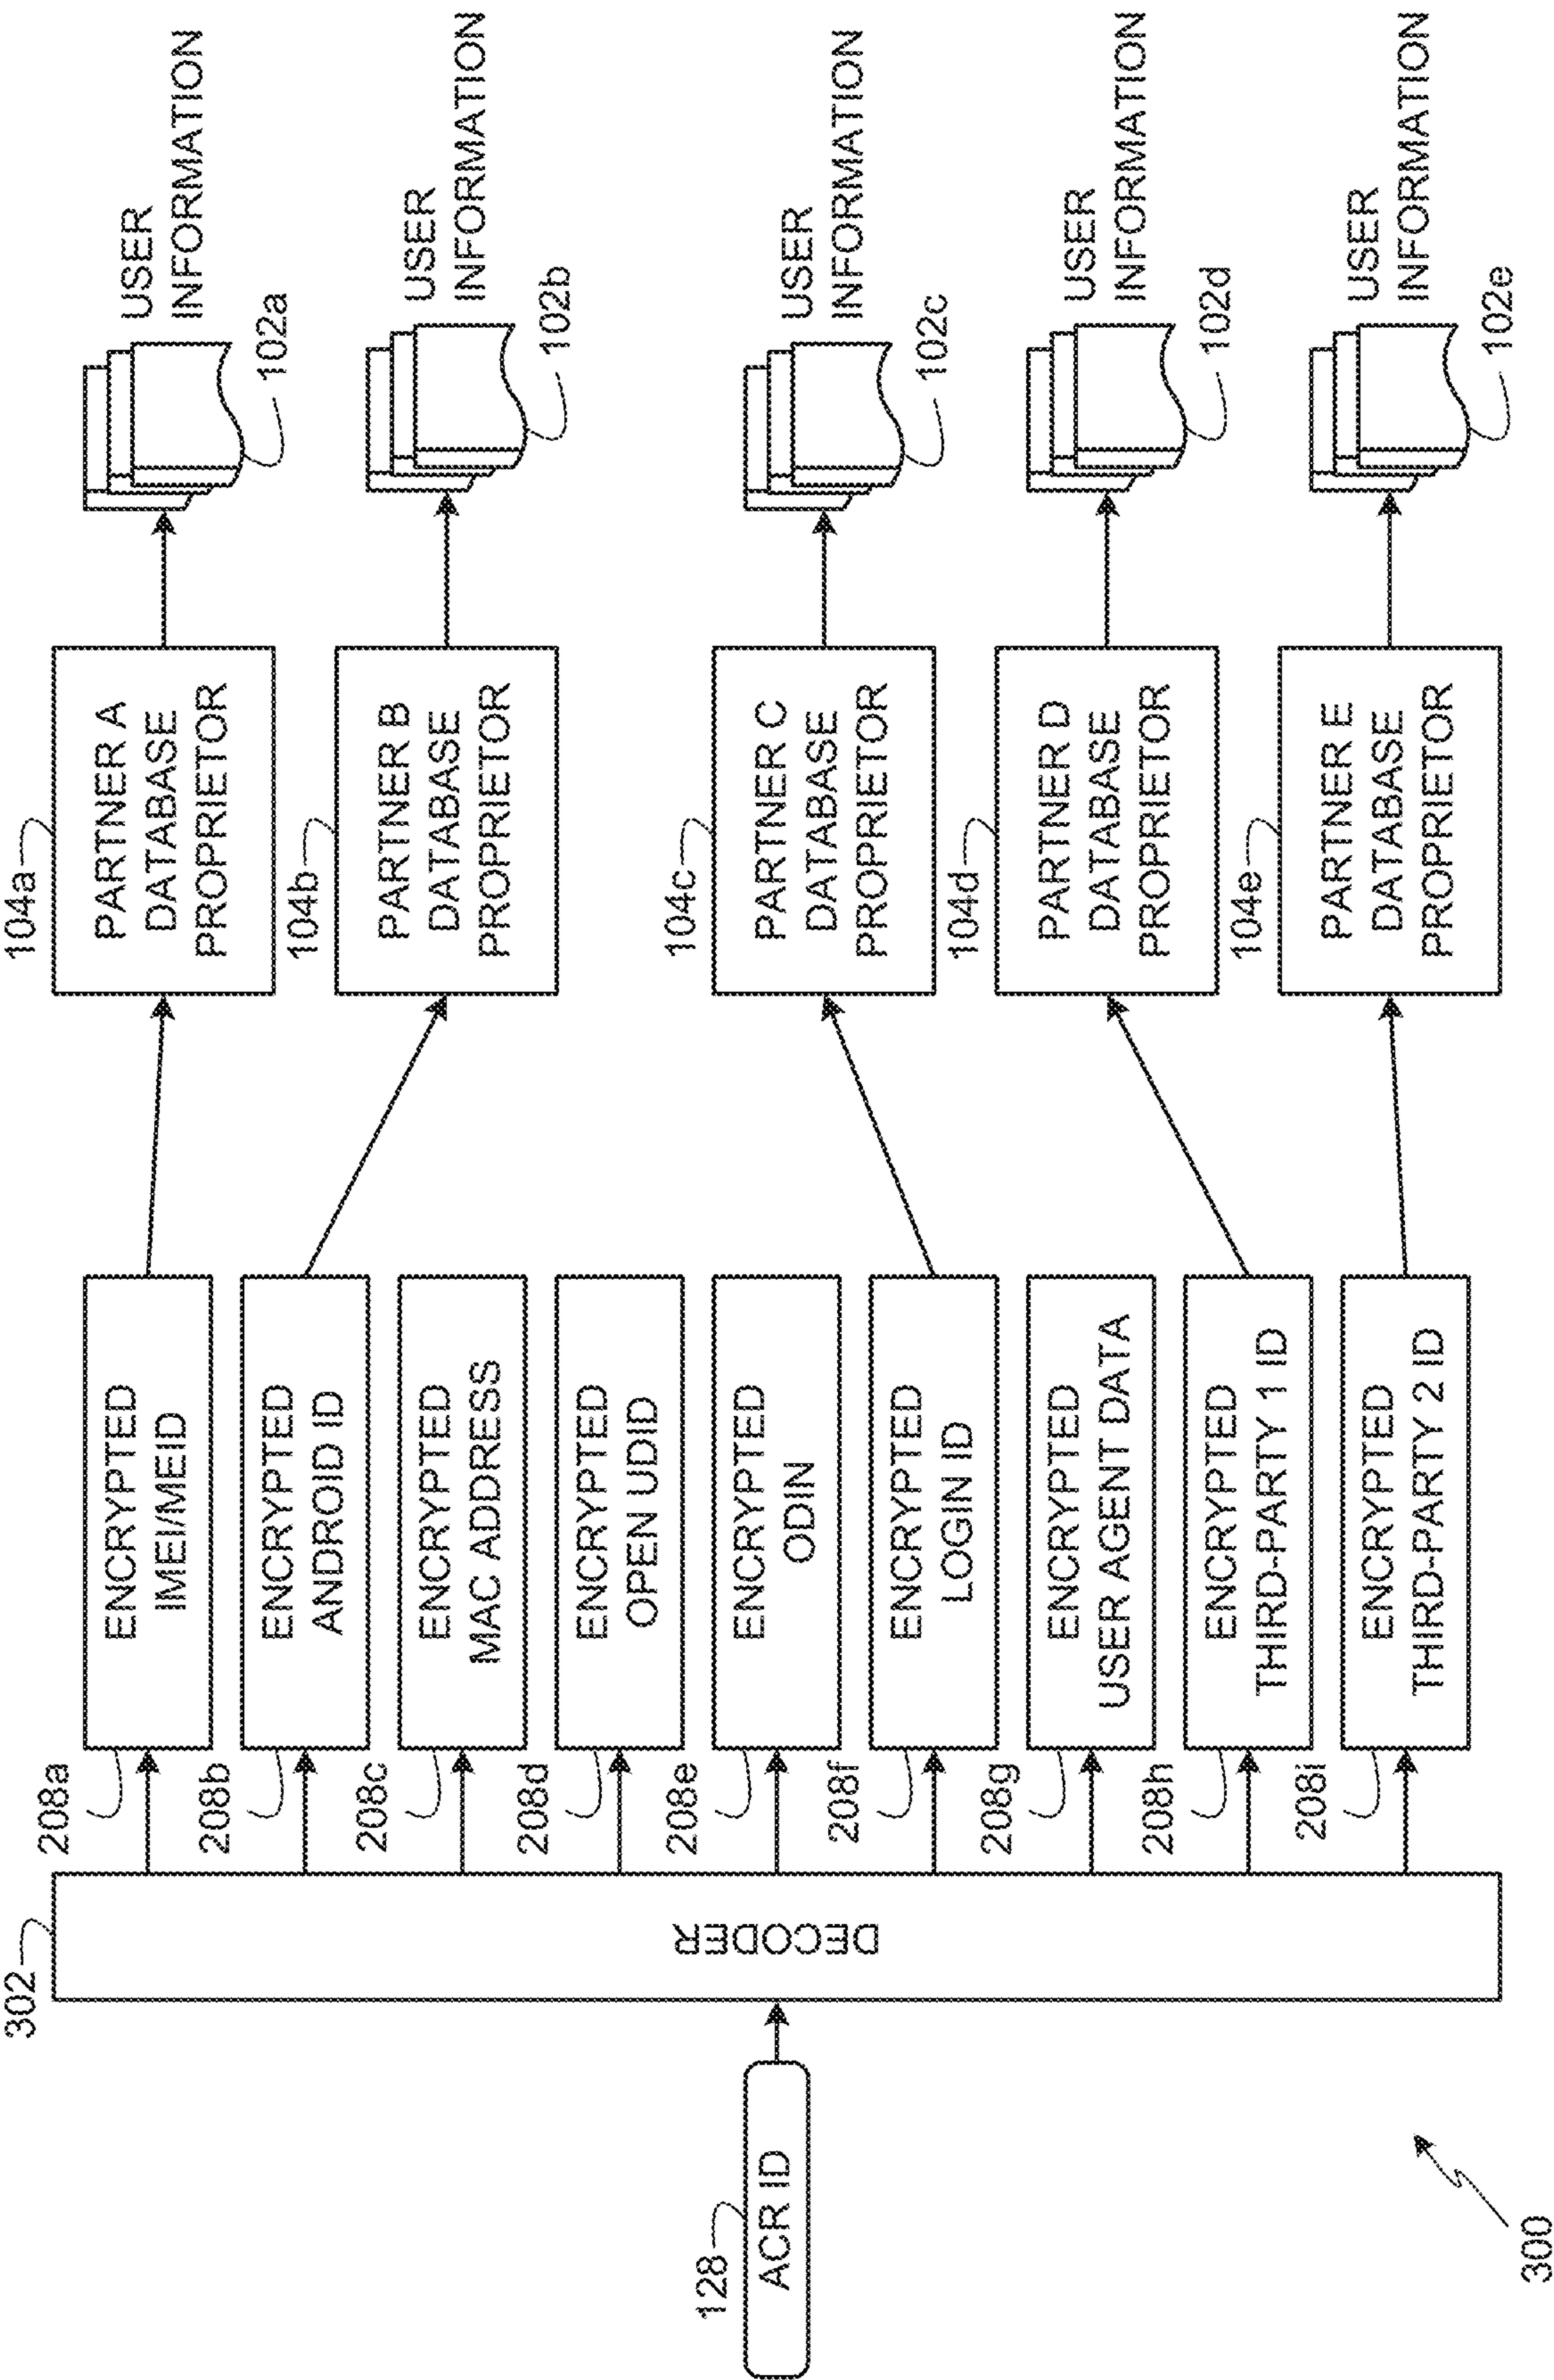 128
ACR ID
300
302
DECODER
208a
ENCRYPTED
IMEI/MEID
208b
ENCRYPTED
ANDROID ID
208c
ENCRYPTED
MAC ADDRESS
208d
ENCRYPTED
OPEN UDID
208e
ENCRYPTED
ODIN
208f
ENCRYPTED
LOGIN ID
208g
ENCRYPTED
USER AGENT DATA
208h
ENCRYPTED
THIRD-PARTY 1 ID
208i
ENCRYPTED
THIRD-PARTY 2 ID
104a
PARTNER A
DATABASE
PROPRIETOR
104b
PARTNER B
DATABASE
PROPRIETOR
104c
PARTNER C
DATABASE
PROPRIETOR
104d
PARTNER D
DATABASE
PROPRIETOR
104e
PARTNER E
DATABASE
PROPRIETOR
USER
INFORMATION
102a
USER
INFORMATION
102b
USER
INFORMATION
102c
USER
INFORMATION
102d
USER
INFORMATION
102e